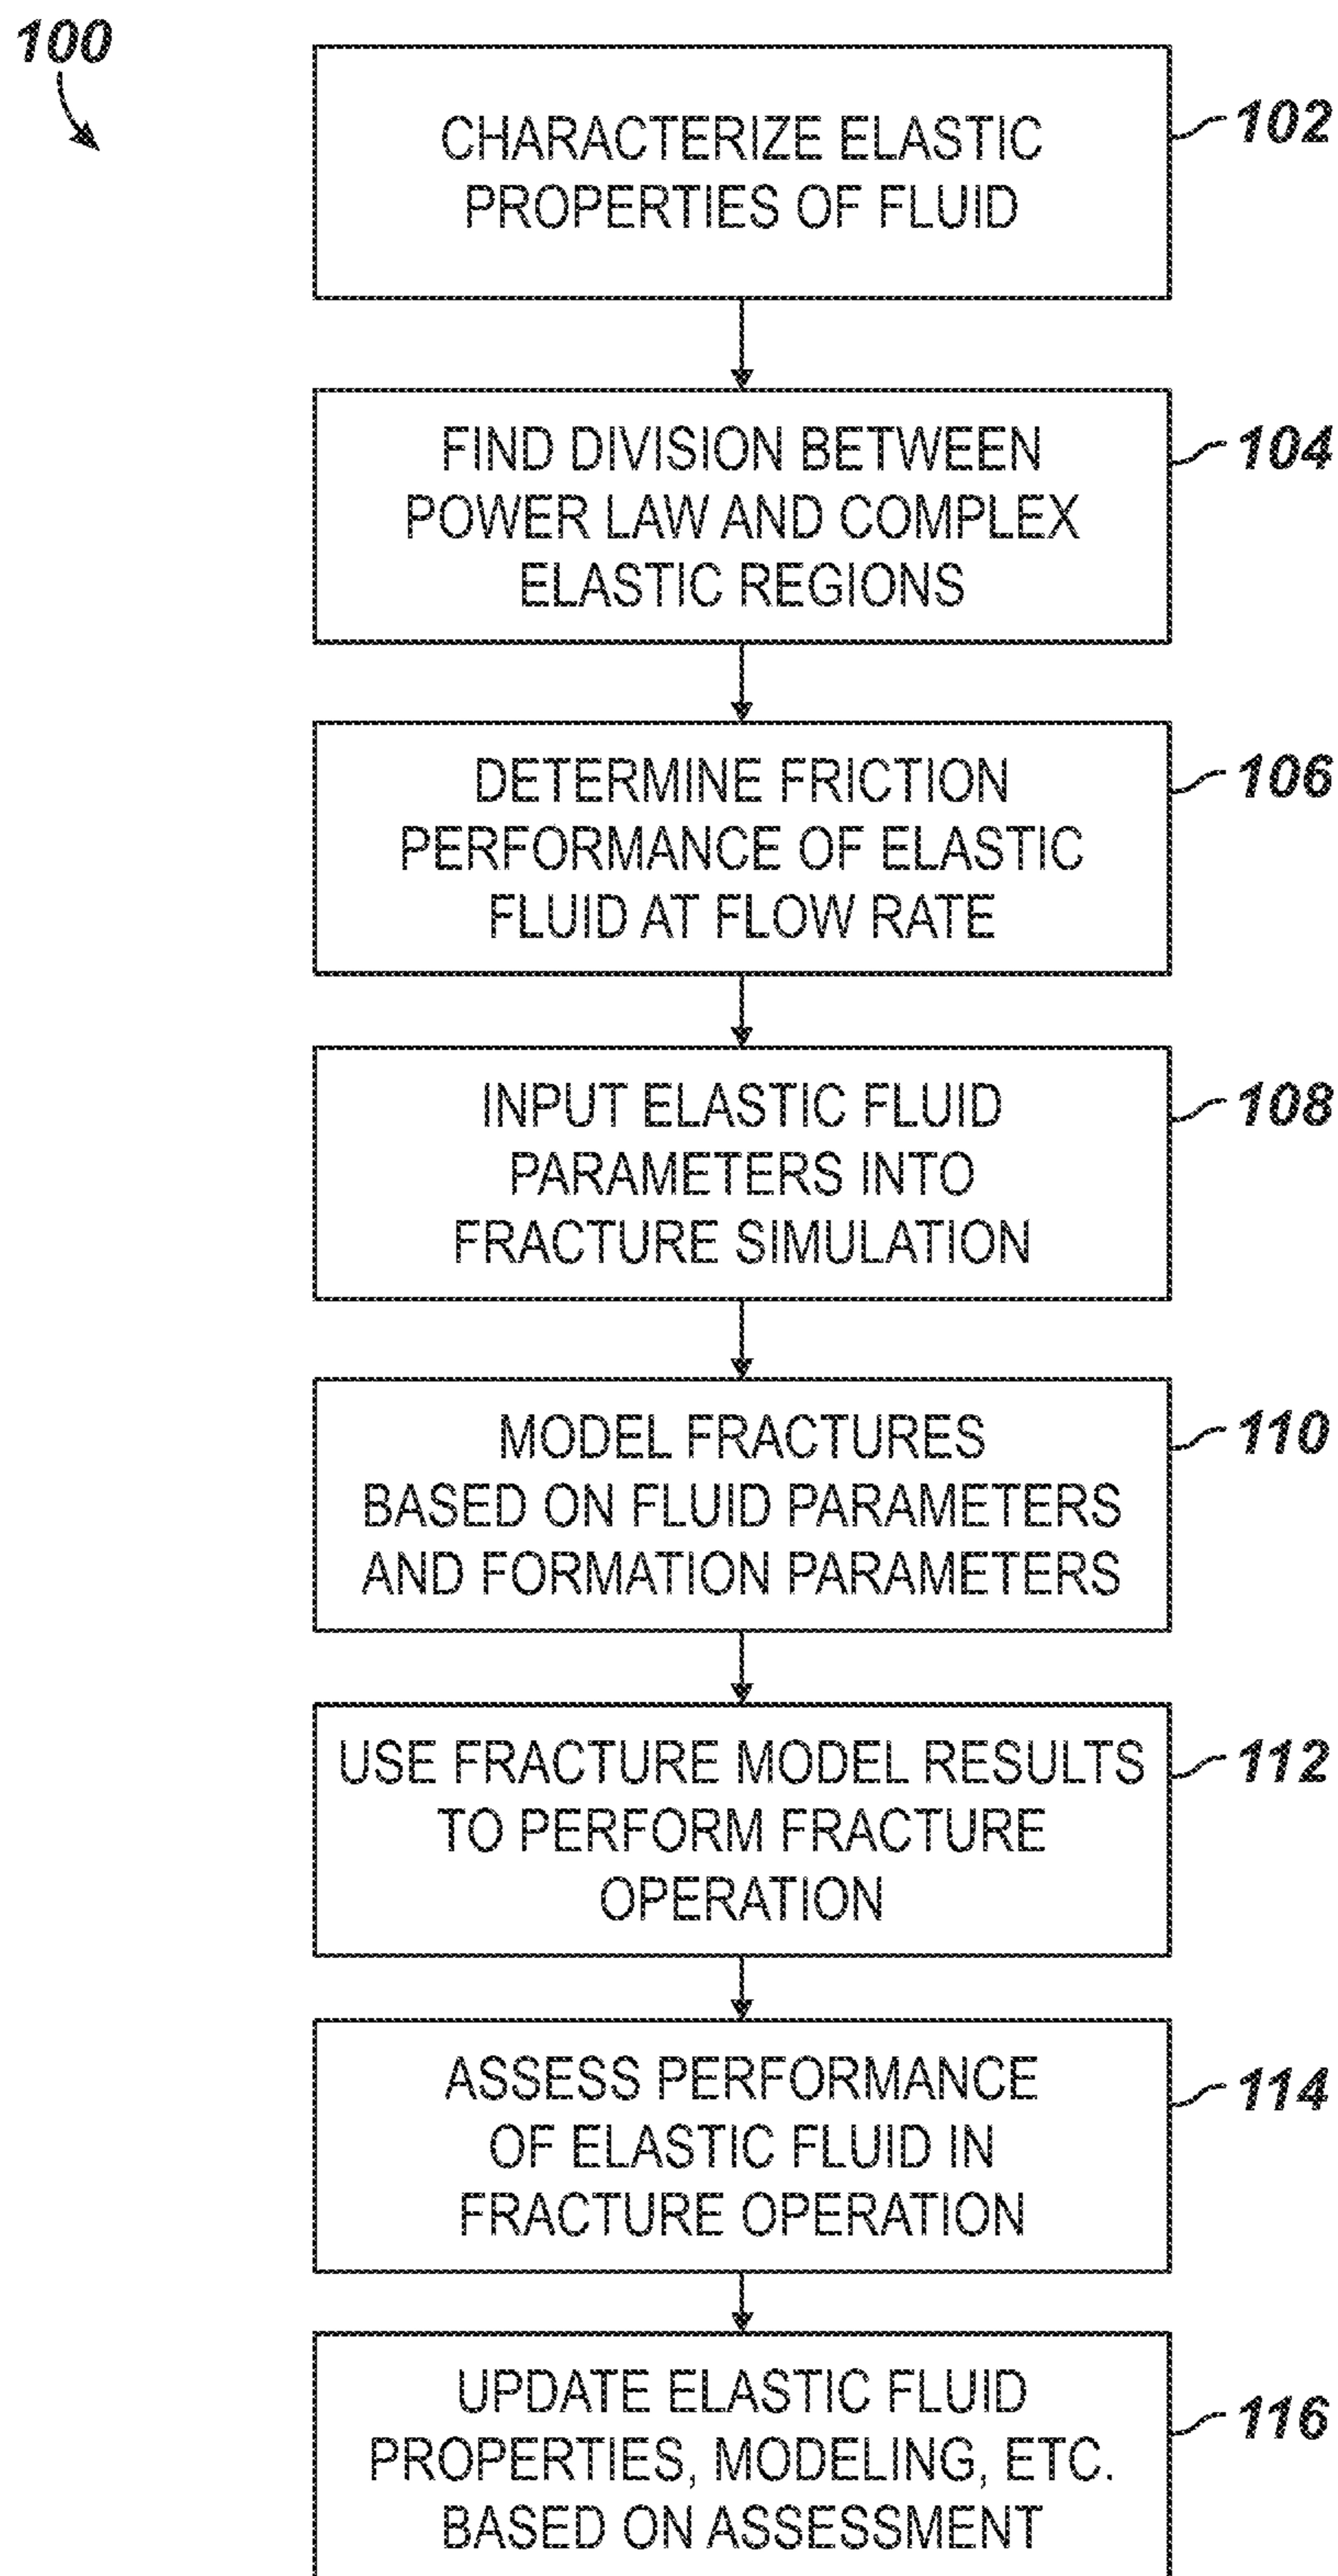 100
CHARACTERIZE ELASTIC
PROPERTIES OF FLUID
102
FIND DIVISION BETWEEN
POWER LAW AND COMPLEX
ELASTIC REGIONS
104
DETERMINE FRICTION
PERFORMANCE OF ELASTIC
FLUID AT FLOW RATE
106
INPUT ELASTIC FLUID
PARAMETERS INTO
FRACTURE SIMULATION
108
MODEL FRACTURES
BASED ON FLUID PARAMETERS
AND FORMATION PARAMETERS
110
USE FRACTURE MODEL RESULTS
TO PERFORM FRACTURE
OPERATION
112
ASSESS PERFORMANCE
OF ELASTIC FLUID IN
FRACTURE OPERATION
114
UPDATE ELASTIC FLUID
PROPERTIES, MODELING, ETC.
BASED ON ASSESSMENT
116